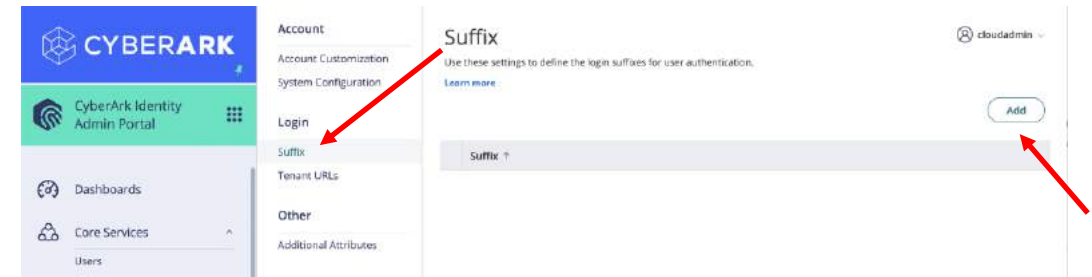 CYBERARK
CyberArk Identity
Admin Portal
Dashboards
Core Services
Users
Account
Account Customization
System Configuration
Login
Suffix
Tenant URLs
Other
Additional Attributes
Suffix
cloudadmin
Use these settings to define the login suffixes for user authentication.
Learn more
Add
Suffix ↑